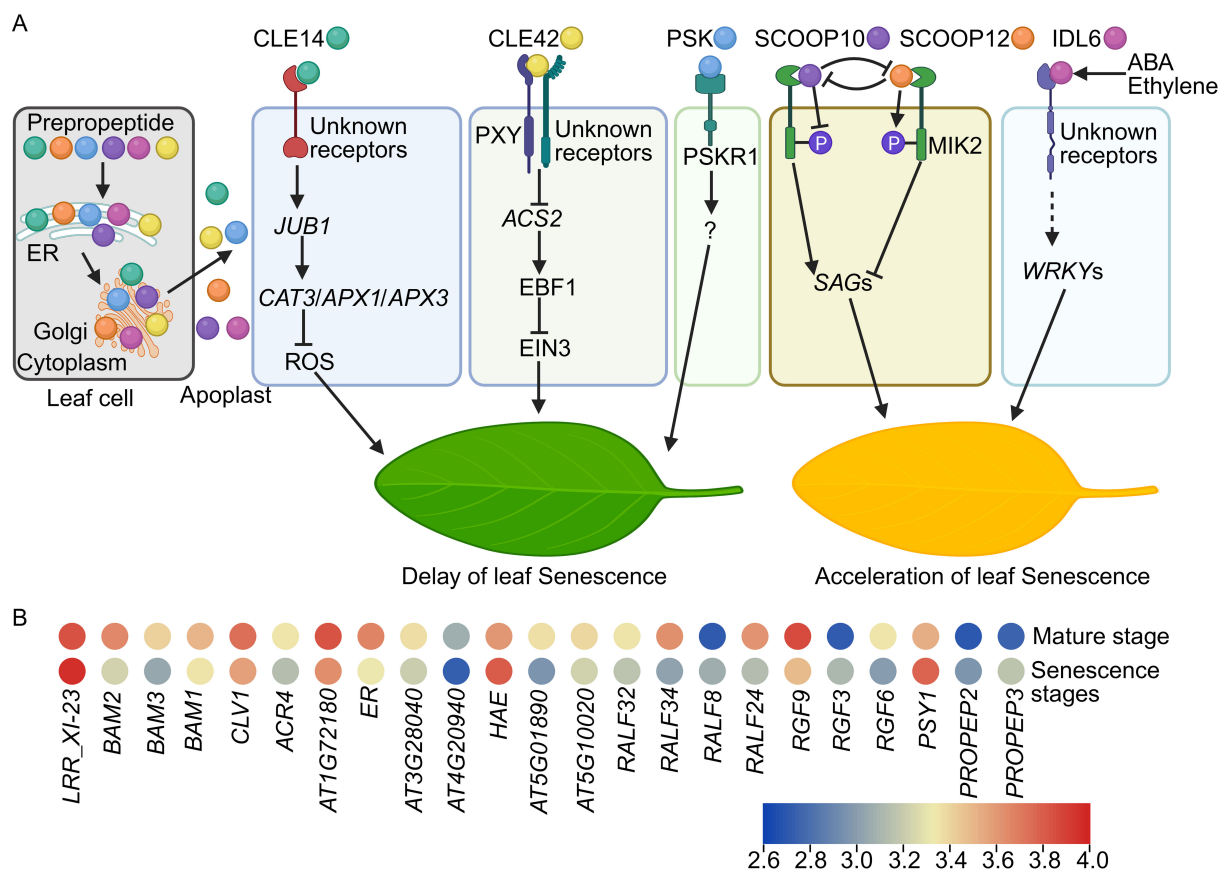 A
CLE14
CLE42
PSK
SCOOP10
SCOOP12
IDL6
ABA
Ethylene
Prepropeptide
ER
Golgi
Cytoplasm
Leaf cell
Apoplast
Unknown
receptors
JUB1
CAT3/APX1/APX3
ROS
PXY
Unknown
receptors
ACS2
EBF1
EIN3
PSKR1
?
P
P
MIK2
SAGs
Unknown
receptors
WRKYs
Delay of leaf Senescence
Acceleration of leaf Senescence
B
Mature stage
Senescence
stages
LRR_XI-23
BAM2
BAM3
BAM1
CLV1
ACR4
AT1G72180
ER
AT3G28040
AT4G20940
HAE
AT5G01890
AT5G10020
RALF32
RALF34
RALF8
RALF24
RGF9
RGF3
RGF6
PSY1
PROPEP2
PROPEP3
2.6 2.8 3.0 3.2 3.4 3.6 3.8 4.0